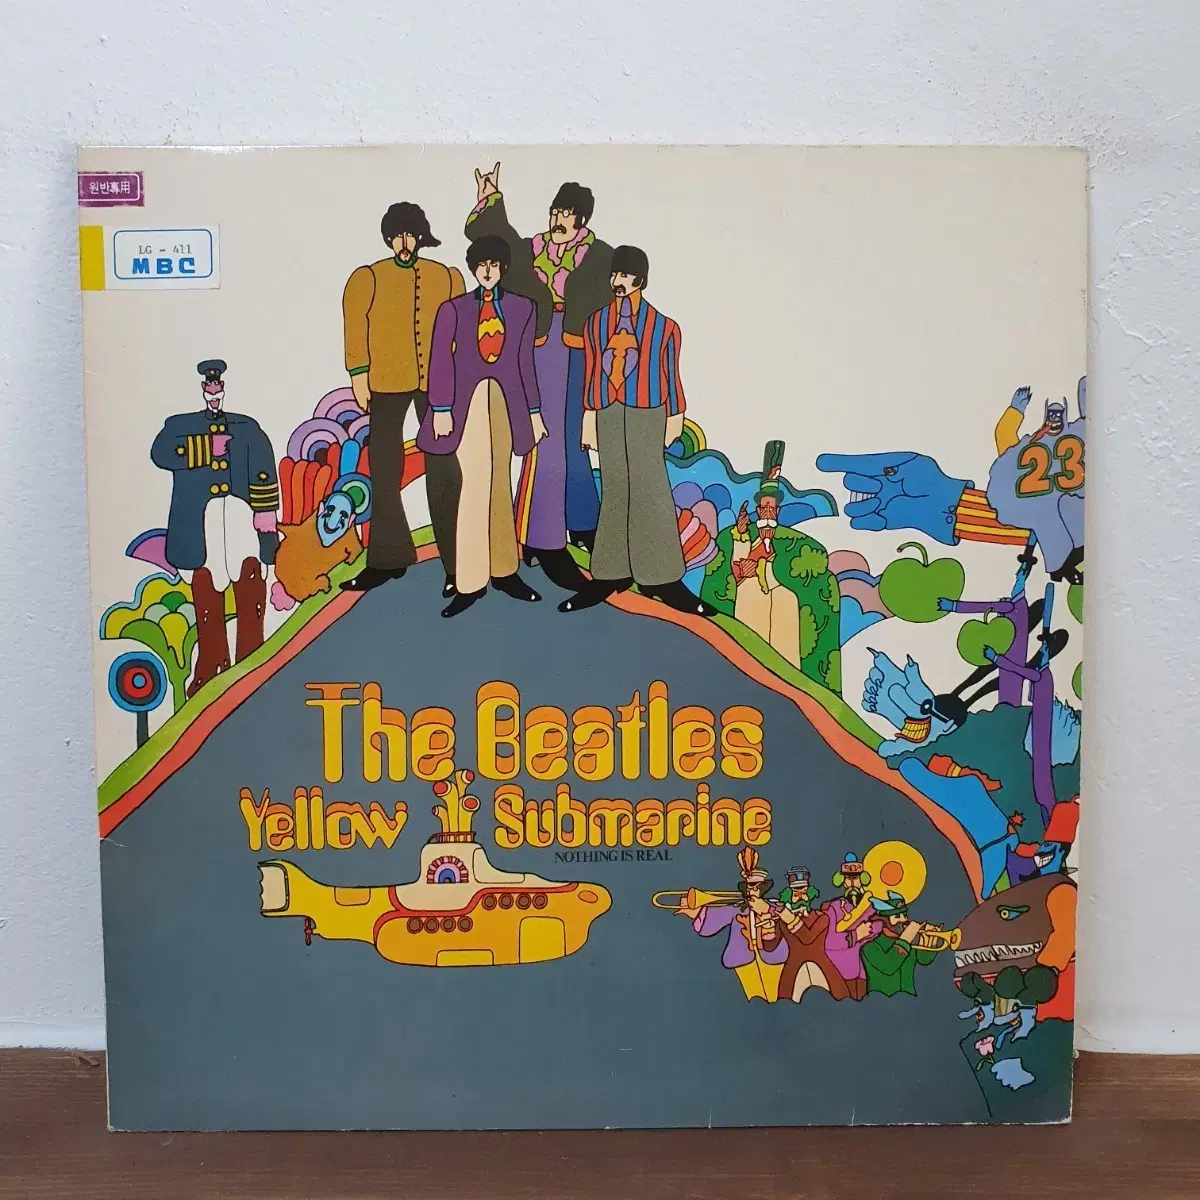 원반專用
LG - 411
MBC
23
The Beatles
Yellow Submarine
NOTHING IS REAL